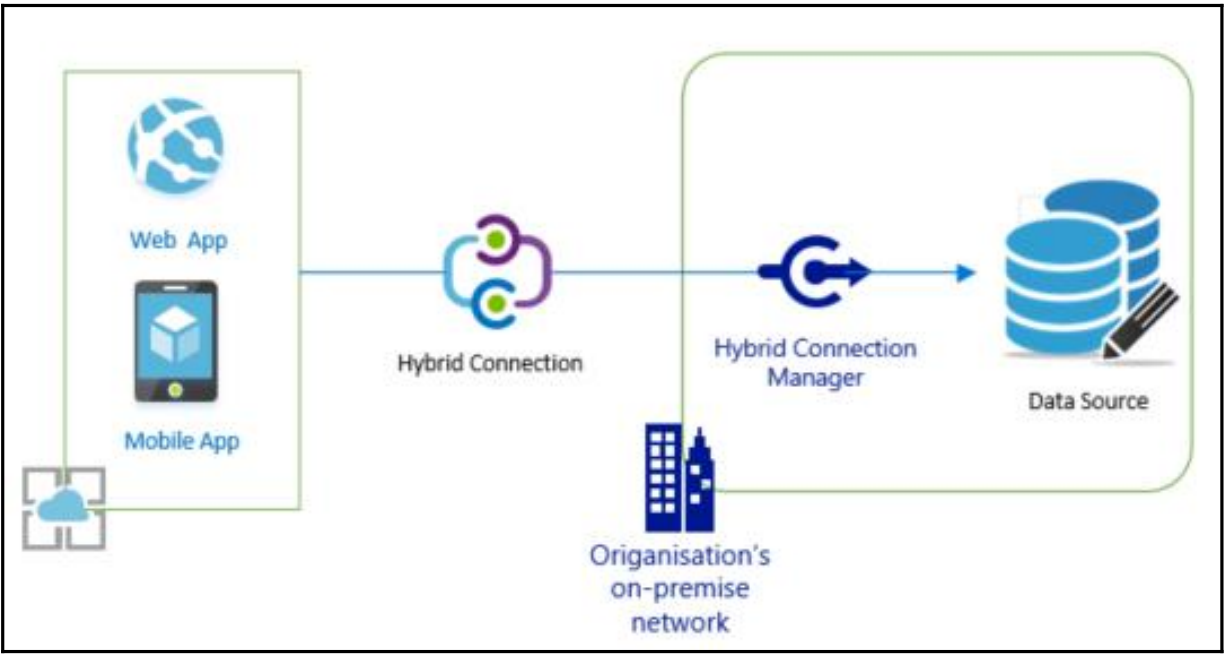 Web App
Mobile App
Hybrid Connection
Hybrid Connection
Manager
Data Source
Origanisation's
on-premise
network